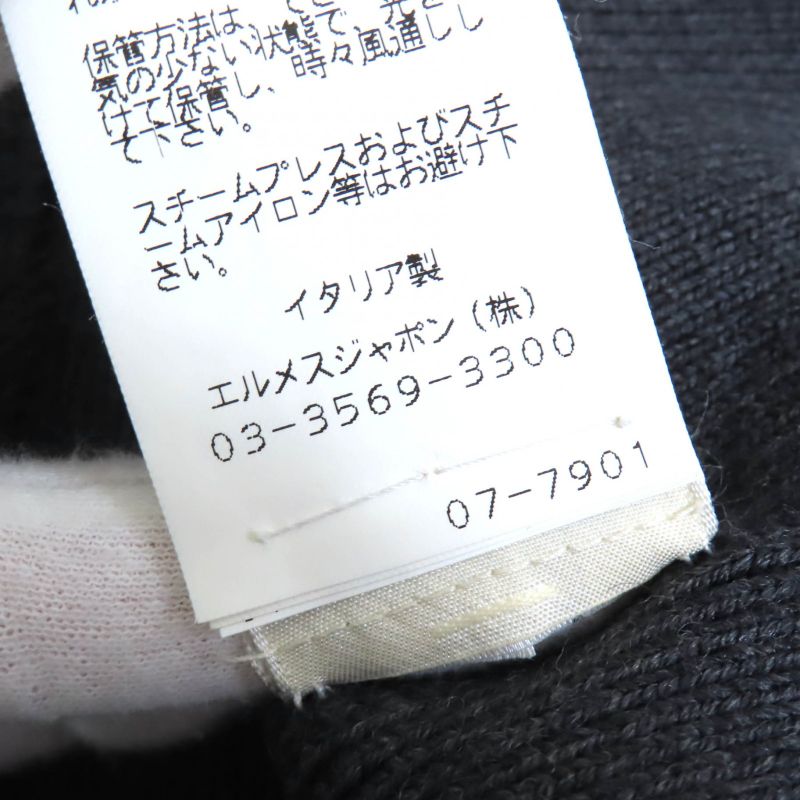 保管方法は、
気の少ない状態で、光を
けて保管し、時々風通しし
て下さい。
スチームプレスおよびスチ
ームアイロン等はお避け下
さい。
イタリア製
エルメスジャポン(株)
03-3569-3300
07-7901